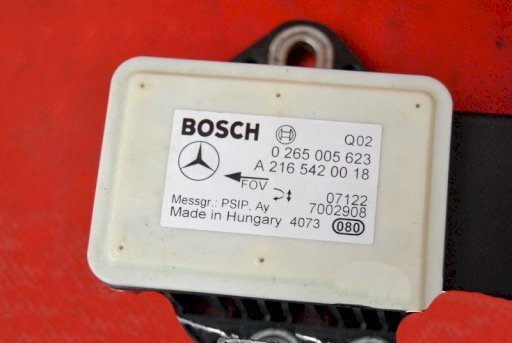 BOSCH Q02
0 265 005 623
A 216 542 00 18
FOV
07122
Messgr.: PSIP. Ay 7002908
Made in Hungary 4073 080